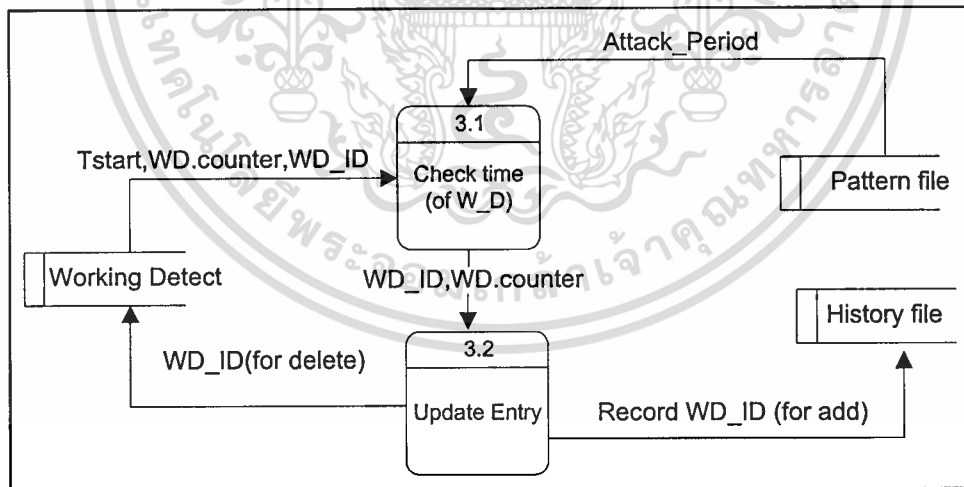 Attack_Period
3.1
Check time
(of W_D)
Tstart,WD.counter,WD_ID
Pattern file
Working Detect
WD_ID,WD.counter
History file
3.2
Update Entry
WD_ID(for delete)
Record WD_ID (for add)